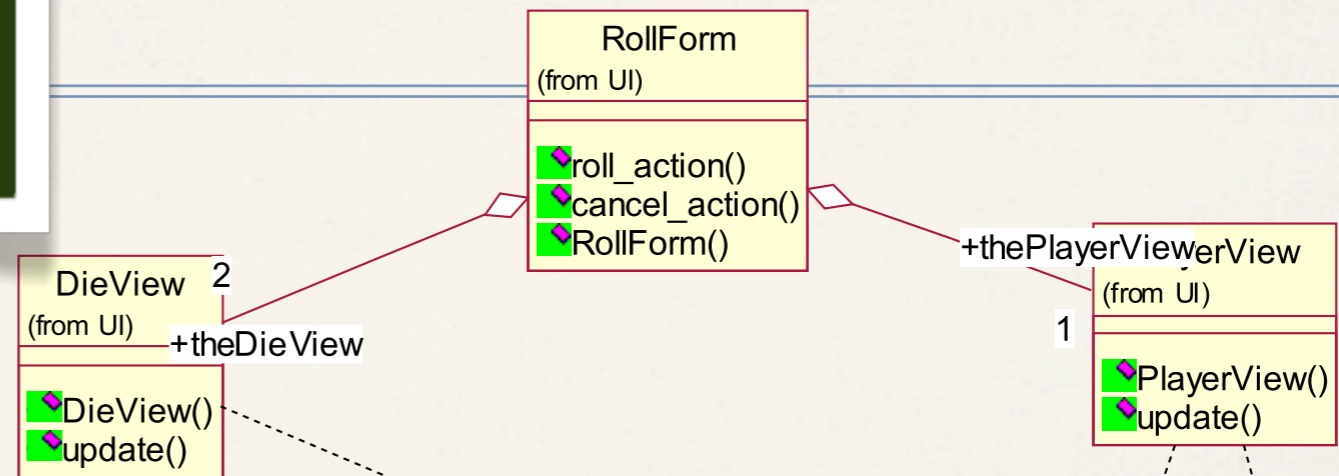 RollForm
(from UI)
roll_action()
cancel_action()
RollForm()
+thePlayerView
erView
(from UI)
1
PlayerView()
update()
2
DieView
(from UI)
+theDieView
DieView()
update()